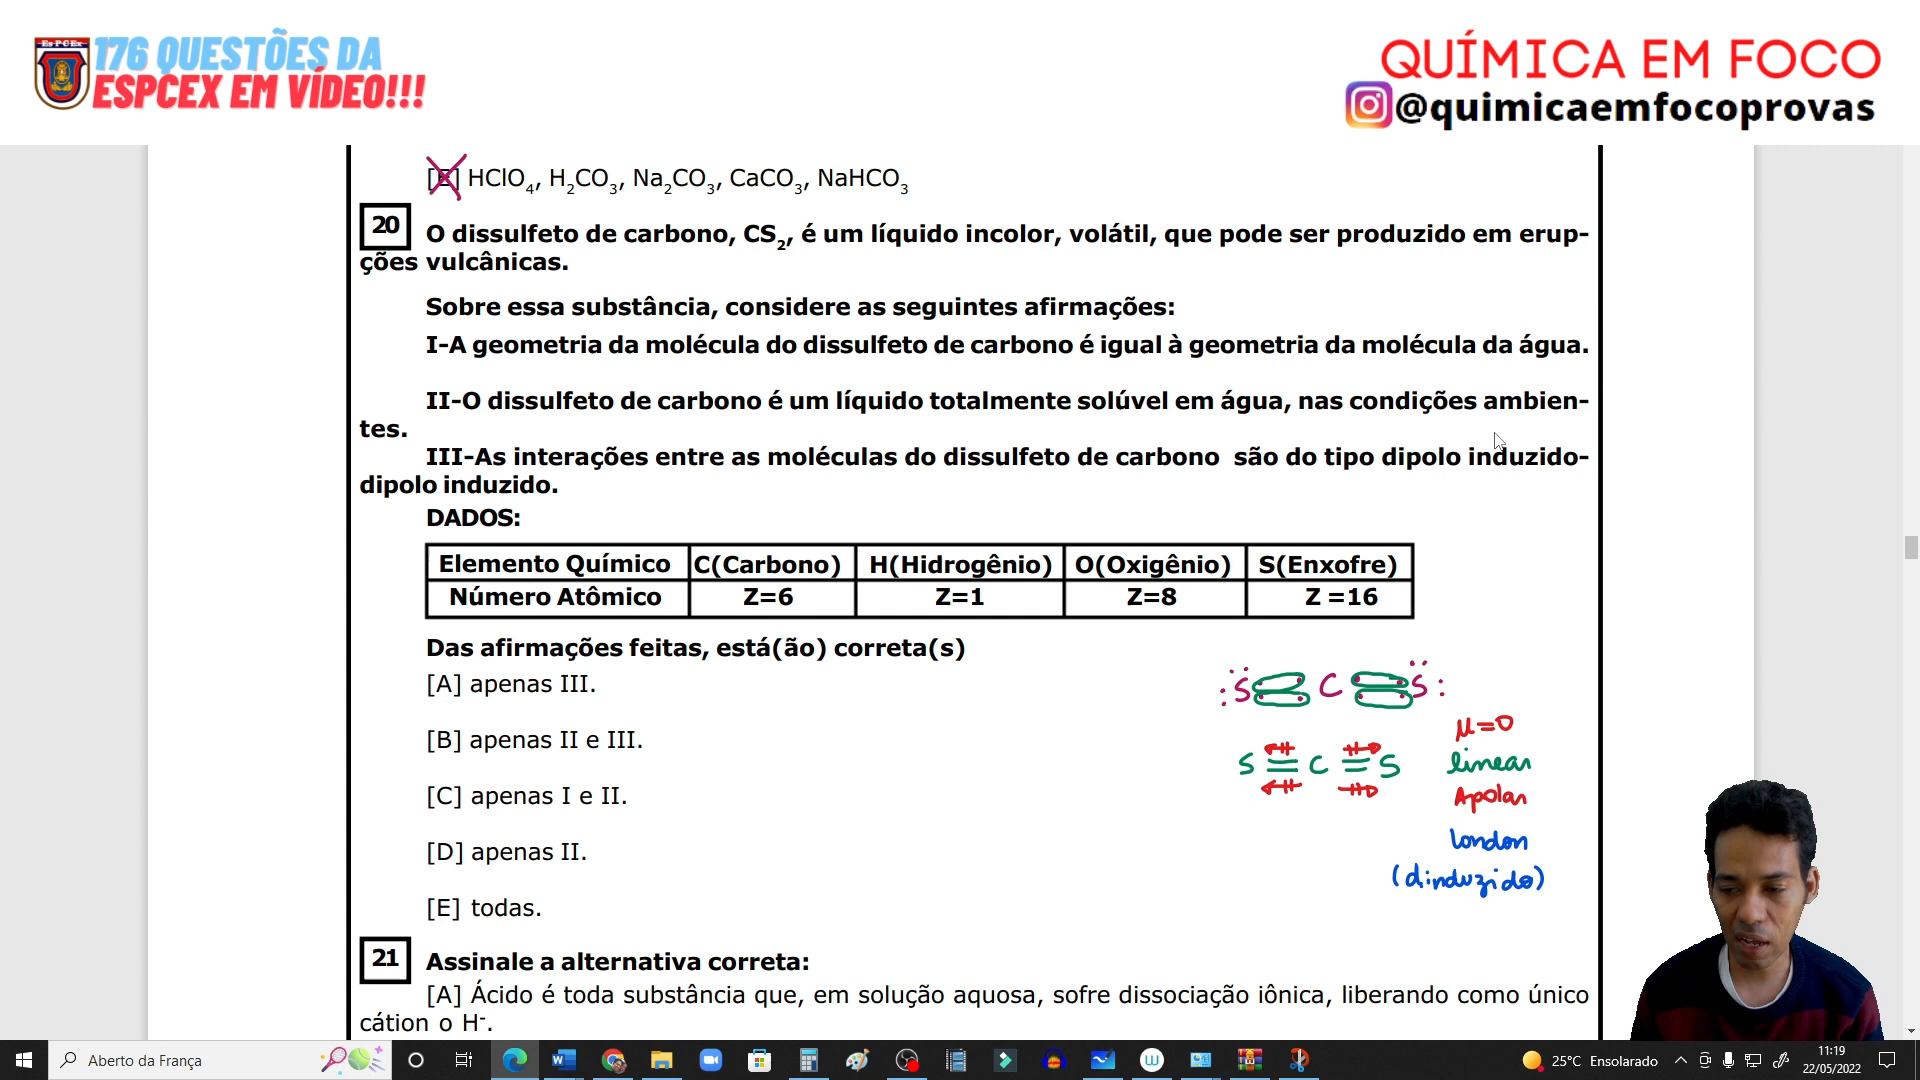 EsPCEx
176 QUESTÕES DA
ESPCEX EM VÍDEO!!!
QUÍMICA EM FOCO
@quimicaemfocoprovas
[E] HClO4, H2CO3, Na2CO3, CaCO3, NaHCO3
20
O dissulfeto de carbono, CS2, é um líquido incolor, volátil, que pode ser produzido em erup-
ções vulcânicas.
Sobre essa substância, considere as seguintes afirmações:
I-A geometria da molécula do dissulfeto de carbono é igual à geometria da molécula da água.
II-O dissulfeto de carbono é um líquido totalmente solúvel em água, nas condições ambien-
tes.
III-As interações entre as moléculas do dissulfeto de carbono são do tipo dipolo induzido-
dipolo induzido.
DADOS:
Elemento Químico C(Carbono) H(Hidrogênio) O(Oxigênio) S(Enxofre)
Número Atômico Z=6 Z=1 Z=8 Z =16
Das afirmações feitas, está(ão) correta(s)
[A] apenas III.
[B] apenas II e III.
[C] apenas I e II.
[D] apenas II.
[E] todas.
:S C S:
μ=0
S = C = S linear
Apolar
london
(d.induzido)
21
Assinale a alternativa correta:
[A] Ácido é toda substância que, em solução aquosa, sofre dissociação iônica, liberando como único
cátion o H-.
Aberto da França
25°C Ensolarado
11:19
22/05/2022